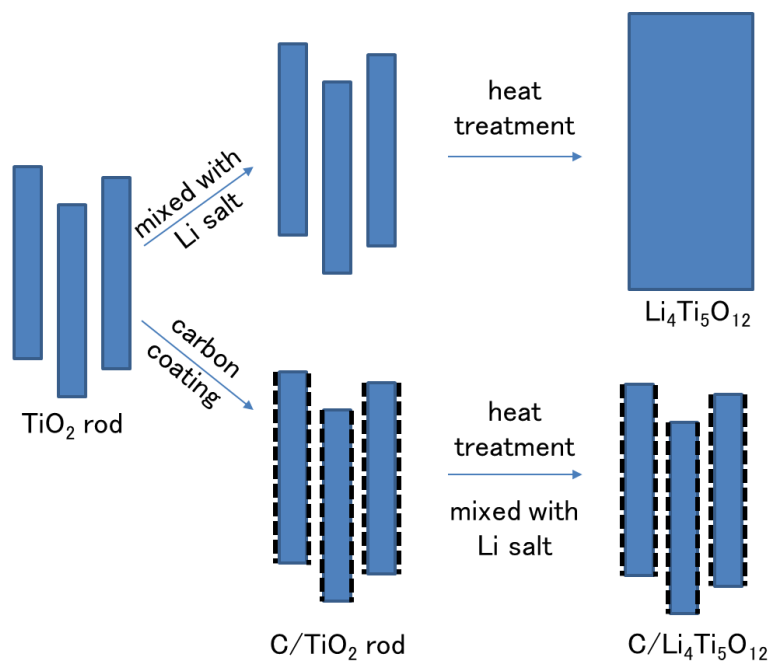 heat
treatment
mixed with
Li salt
Li₄Ti₅O₁₂
carbon
coating
TiO₂ rod
heat
treatment
mixed with
Li salt
C/TiO₂ rod
C/Li₄Ti₅O₁₂